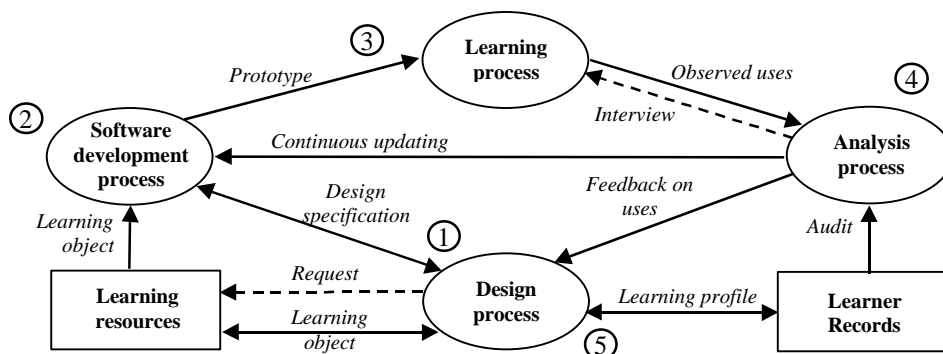 ③
Learning
process
Prototype
Observed uses
④
Interview
②
Software
development
process
Continuous updating
Analysis
process
Design
specification
Feedback on
uses
Learning
object
①
Audit
Request
Learning
resources
Design
process
Learning profile
Learner
Records
Learning
object
⑤